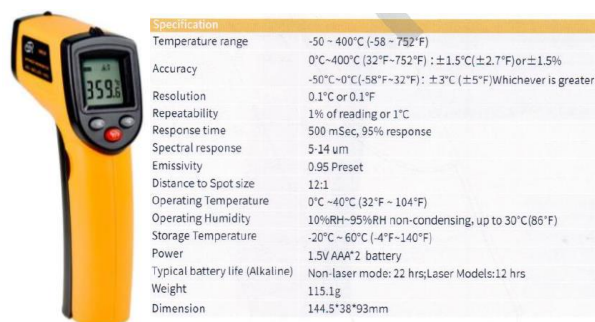 359.6
Specification
Temperature range -50 ~ 400°C (-58 ~ 752°F)
Accuracy 0°C~400°C (32°F~752°F) : ±1.5°C(±2.7°F)or±1.5%
-50°C~0°C(-58°F~32°F) : ±3°C (±5°F)Whichever is greater
Resolution 0.1°C or 0.1°F
Repeatability 1% of reading or 1°C
Response time 500 mSec, 95% response
Spectral response 5-14 um
Emissivity 0.95 Preset
Distance to Spot size 12:1
Operating Temperature 0°C ~40°C (32°F ~ 104°F)
Operating Humidity 10%RH~95%RH non-condensing, up to 30°C(86°F)
Storage Temperature -20°C ~ 60°C (-4°F~140°F)
Power 1.5V AAA*2 battery
Typical battery life (Alkaline) Non-laser mode: 22 hrs;Laser Models:12 hrs
Weight 115.1g
Dimension 144.5*38*93mm